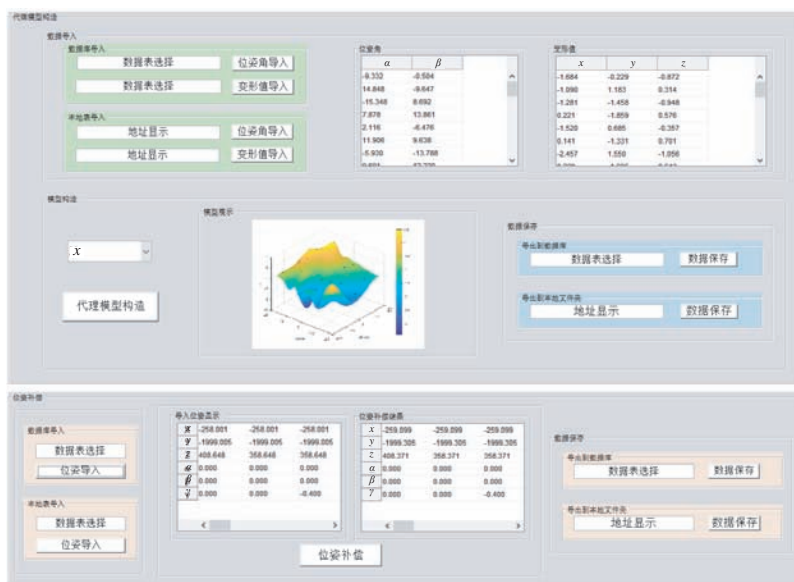 代理模型构造
数据导入
数据库导入
数据表选择 位姿角导入
数据表选择 变形值导入
本地表导入
地址显示 位姿角导入
地址显示 变形值导入
位姿角
α β
-9.332 -0.504
14.848 -9.647
-15.348 8.692
7.878 13.861
2.116 -6.476
11.906 9.638
-5.939 -13.788
变形值
x y z
-1.684 -0.229 -0.872
-1.090 1.183 0.314
-1.281 -1.458 -0.948
0.221 -1.859 0.576
-1.520 0.685 -0.357
0.141 -1.331 0.701
-2.457 1.550 -1.056
模型构造
x
代理模型构造
模型展示
数据保存
导出到数据库
数据表选择 数据保存
导出到本地文件夹
地址显示 数据保存
位姿补偿
数据库导入
数据表选择
位姿导入
本地表导入
数据表选择
位姿导入
导入位姿显示
-258.001 -258.001 -258.001
-1999.005 -1999.005 -1999.005
408.648 358.648 358.648
0.000 0.000 0.000
0.000 0.000 0.000
0.000 0.000 -0.400
位姿补偿结果
x -259.099 -259.099 -259.099
y -1999.305 -1999.305 -1999.305
z 408.371 358.371 358.371
α 0.000 0.000 0.000
β 0.000 0.000 0.000
γ 0.000 0.000 -0.400
位姿补偿
数据保存
导出到数据库
数据表选择 数据保存
导出到本地文件夹
地址显示 数据保存